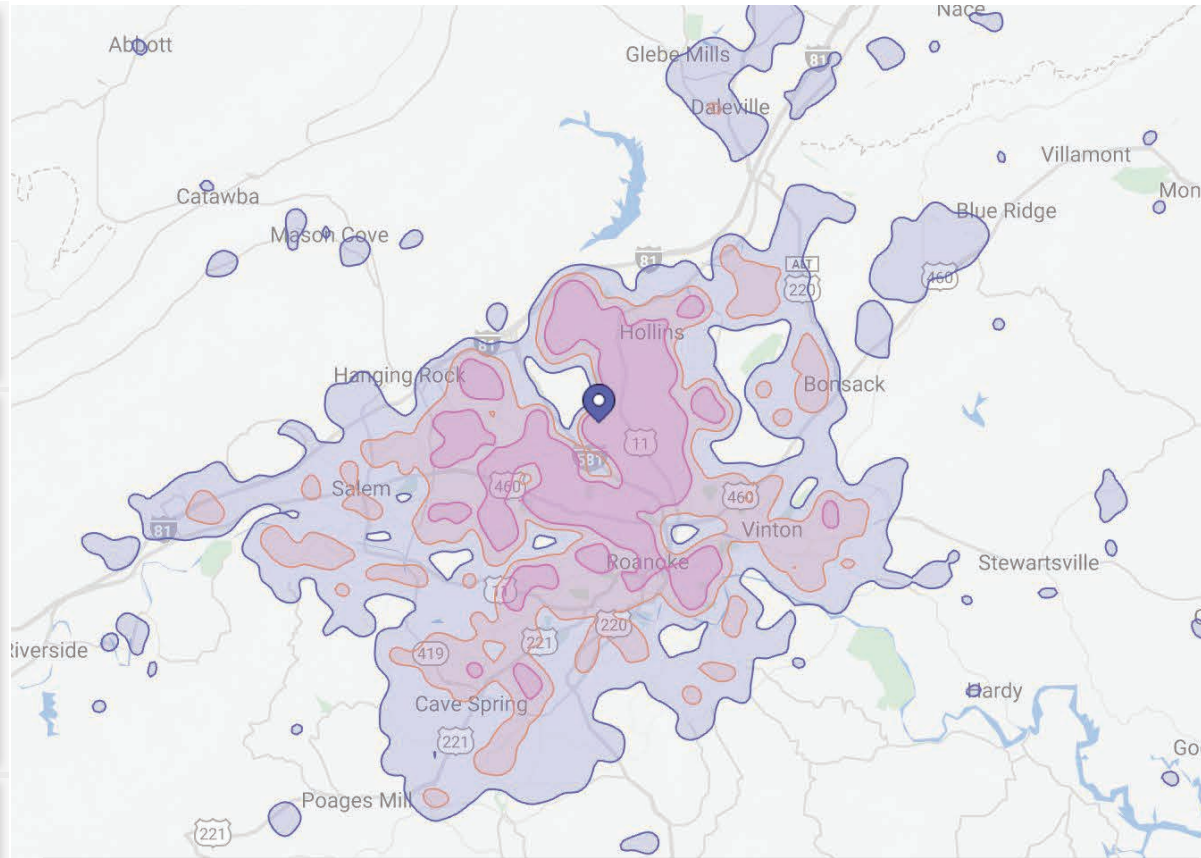 Nace
Abbott
Glebe Mills
81
Daleville
Villamont
Catawba
Mon
Blue Ridge
Mason Cove
81
ALT
220
460
Hollins
81
Hanging Rock
Bonsack
11
581
460
Salem
460
81
Vinton
Roanoke
Stewartsville
11
220
221
Riverside
419
Hardy
Cave Spring
221
Go
Poages Mill
221